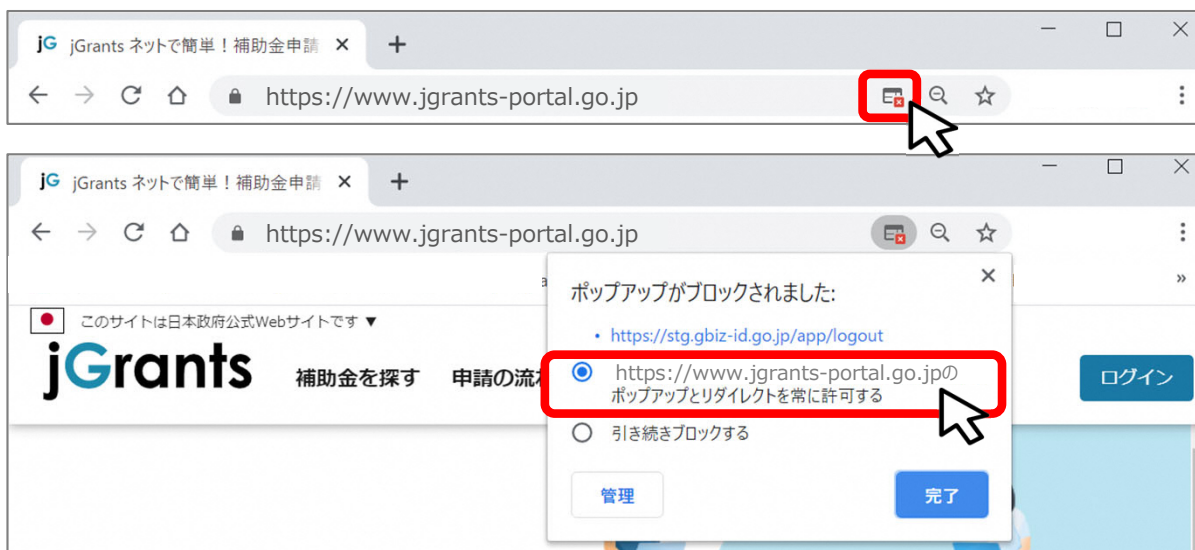 jG jGrants ネットで簡単！補助金申請
https://www.jgrants-portal.go.jp
jG jGrants ネットで簡単！補助金申請
https://www.jgrants-portal.go.jp
ポップアップがブロックされました:
• https://stg.gbiz-id.go.jp/app/logout
このサイトは日本政府公式Webサイトです ▼
jGrants 補助金を探す 申請の流
https://www.jgrants-portal.go.jpの
ポップアップとリダイレクトを常に許可する
ログイン
引き続きブロックする
管理 完了